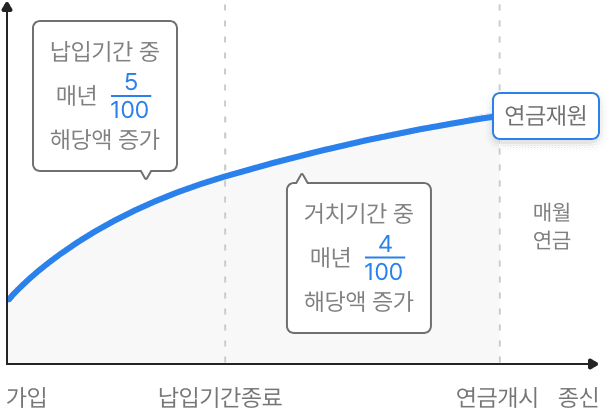 납입기간 중
매년 5/100
해당액 증가
연금재원
거치기간 중
매년 4/100
해당액 증가
매월
연금
가입 납입기간종료 연금개시 종신